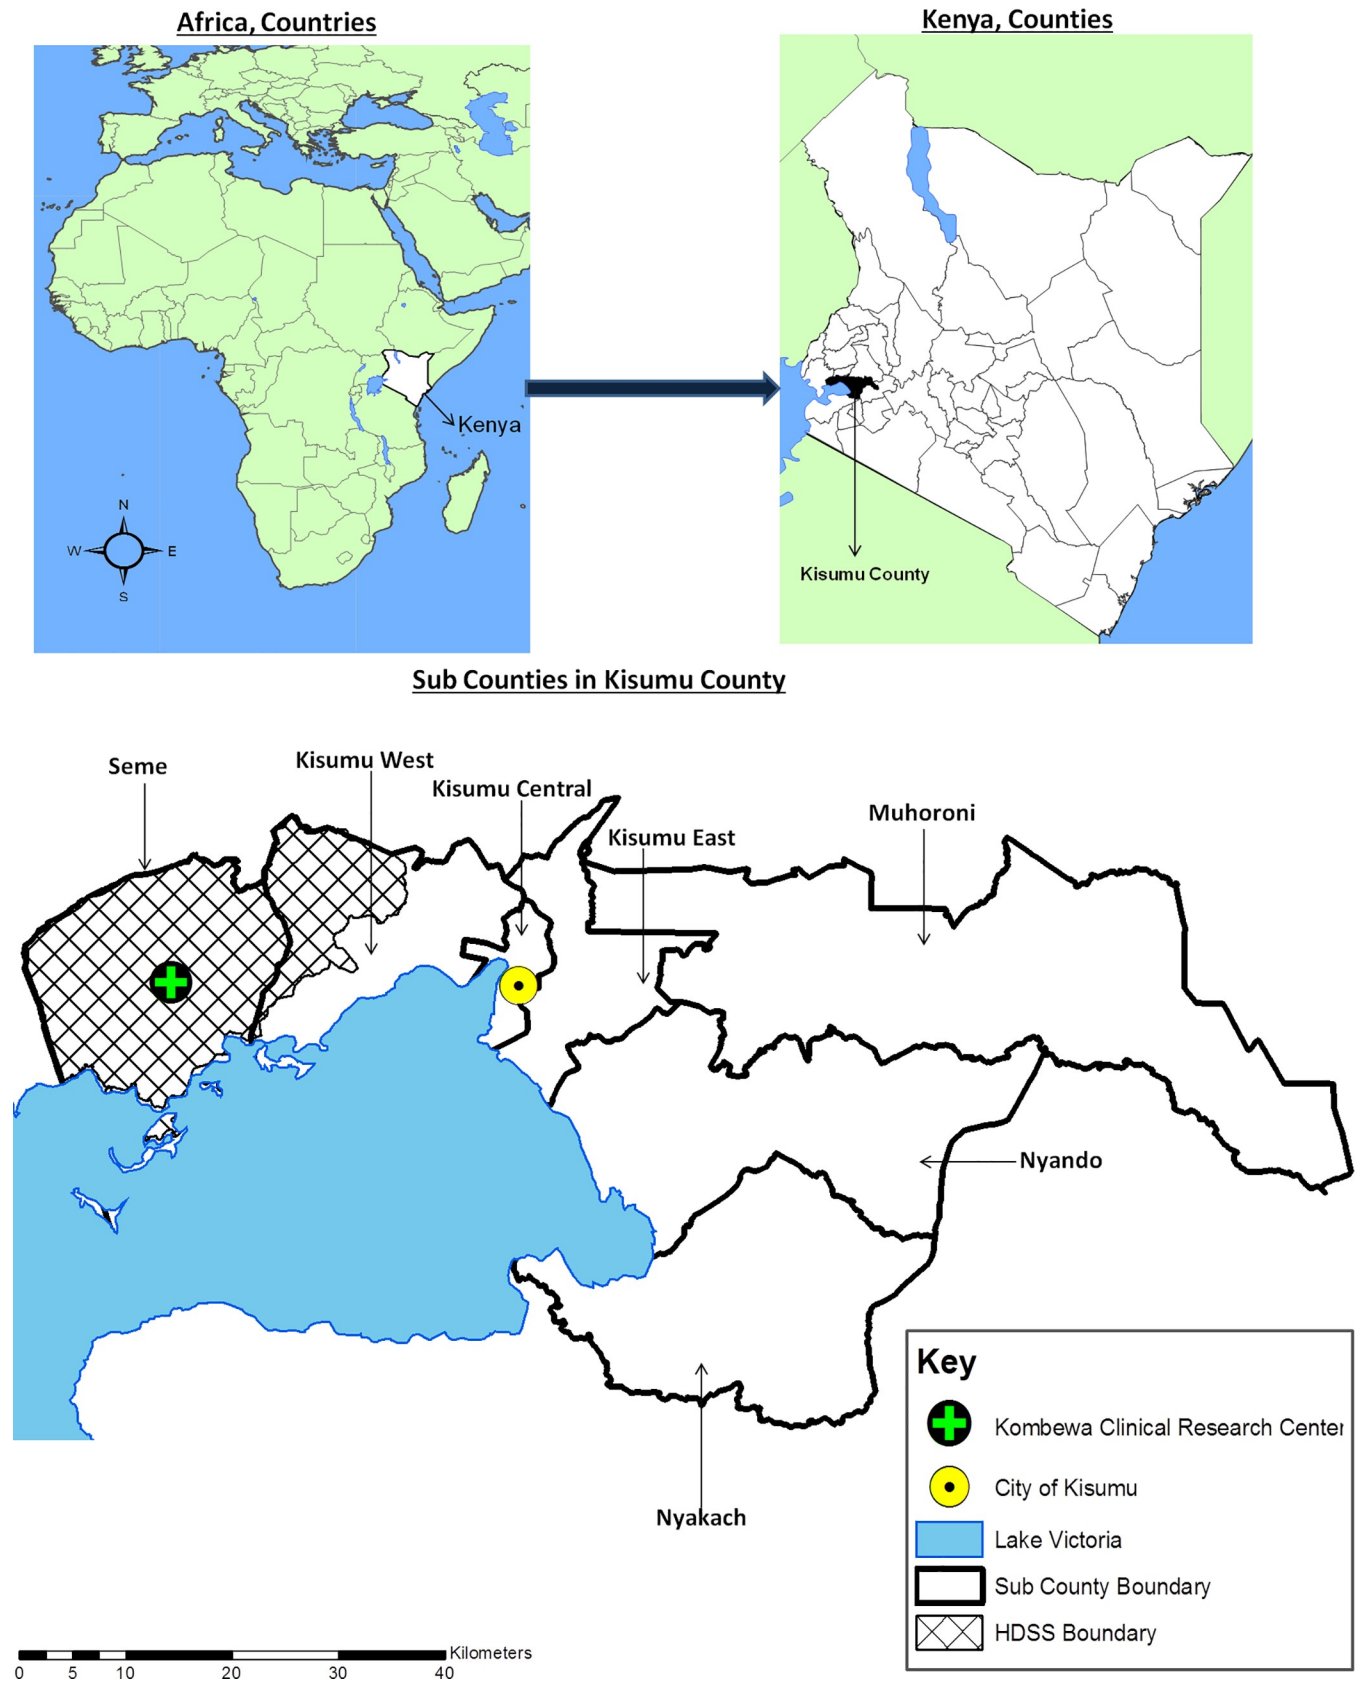 Africa, Countries
Kenya, Counties
Kenya
N
W E
S
Kisumu County
Sub Counties in Kisumu County
Seme
Kisumu West
Kisumu Central
Kisumu East
Muhoroni
Nyando
Nyakach
Key
Kombewa Clinical Research Center
City of Kisumu
Lake Victoria
Sub County Boundary
HDSS Boundary
Kilometers
0 5 10 20 30 40